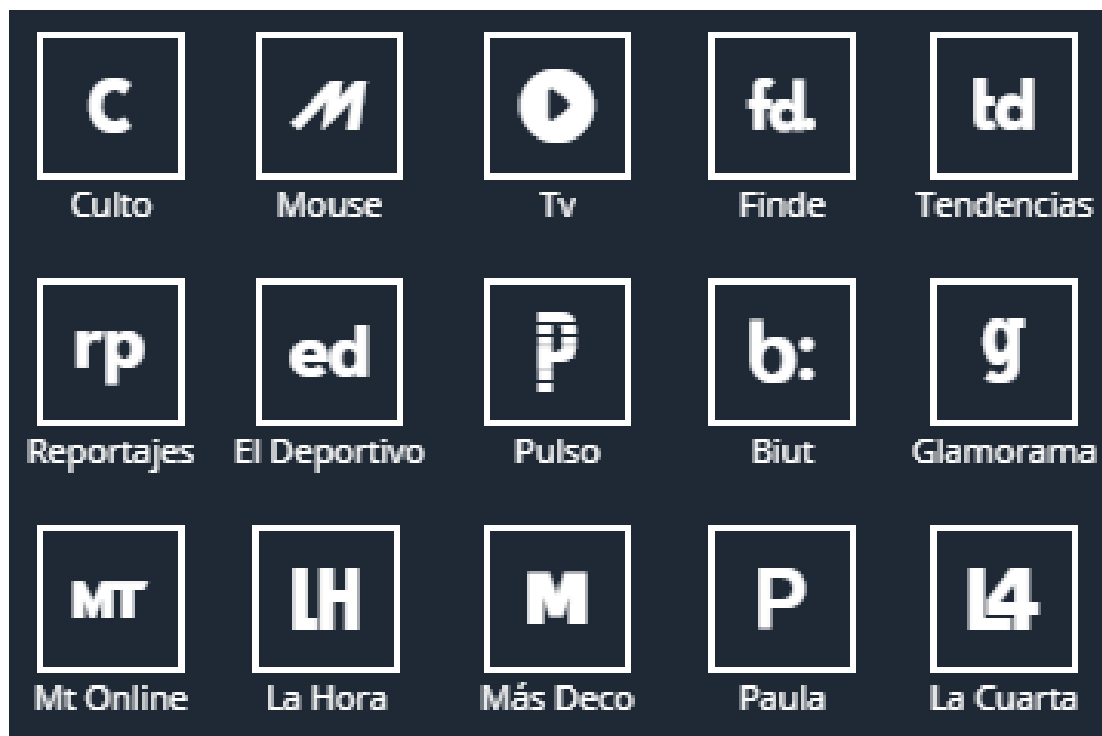 C M fd. td
Culto Mouse Tv Finde Tendencias
rp ed P b: g
Reportajes El Deportivo Pulso Biut Glamorama
MT LH M P L4
Mt Online La Hora Más Deco Paula La Cuarta